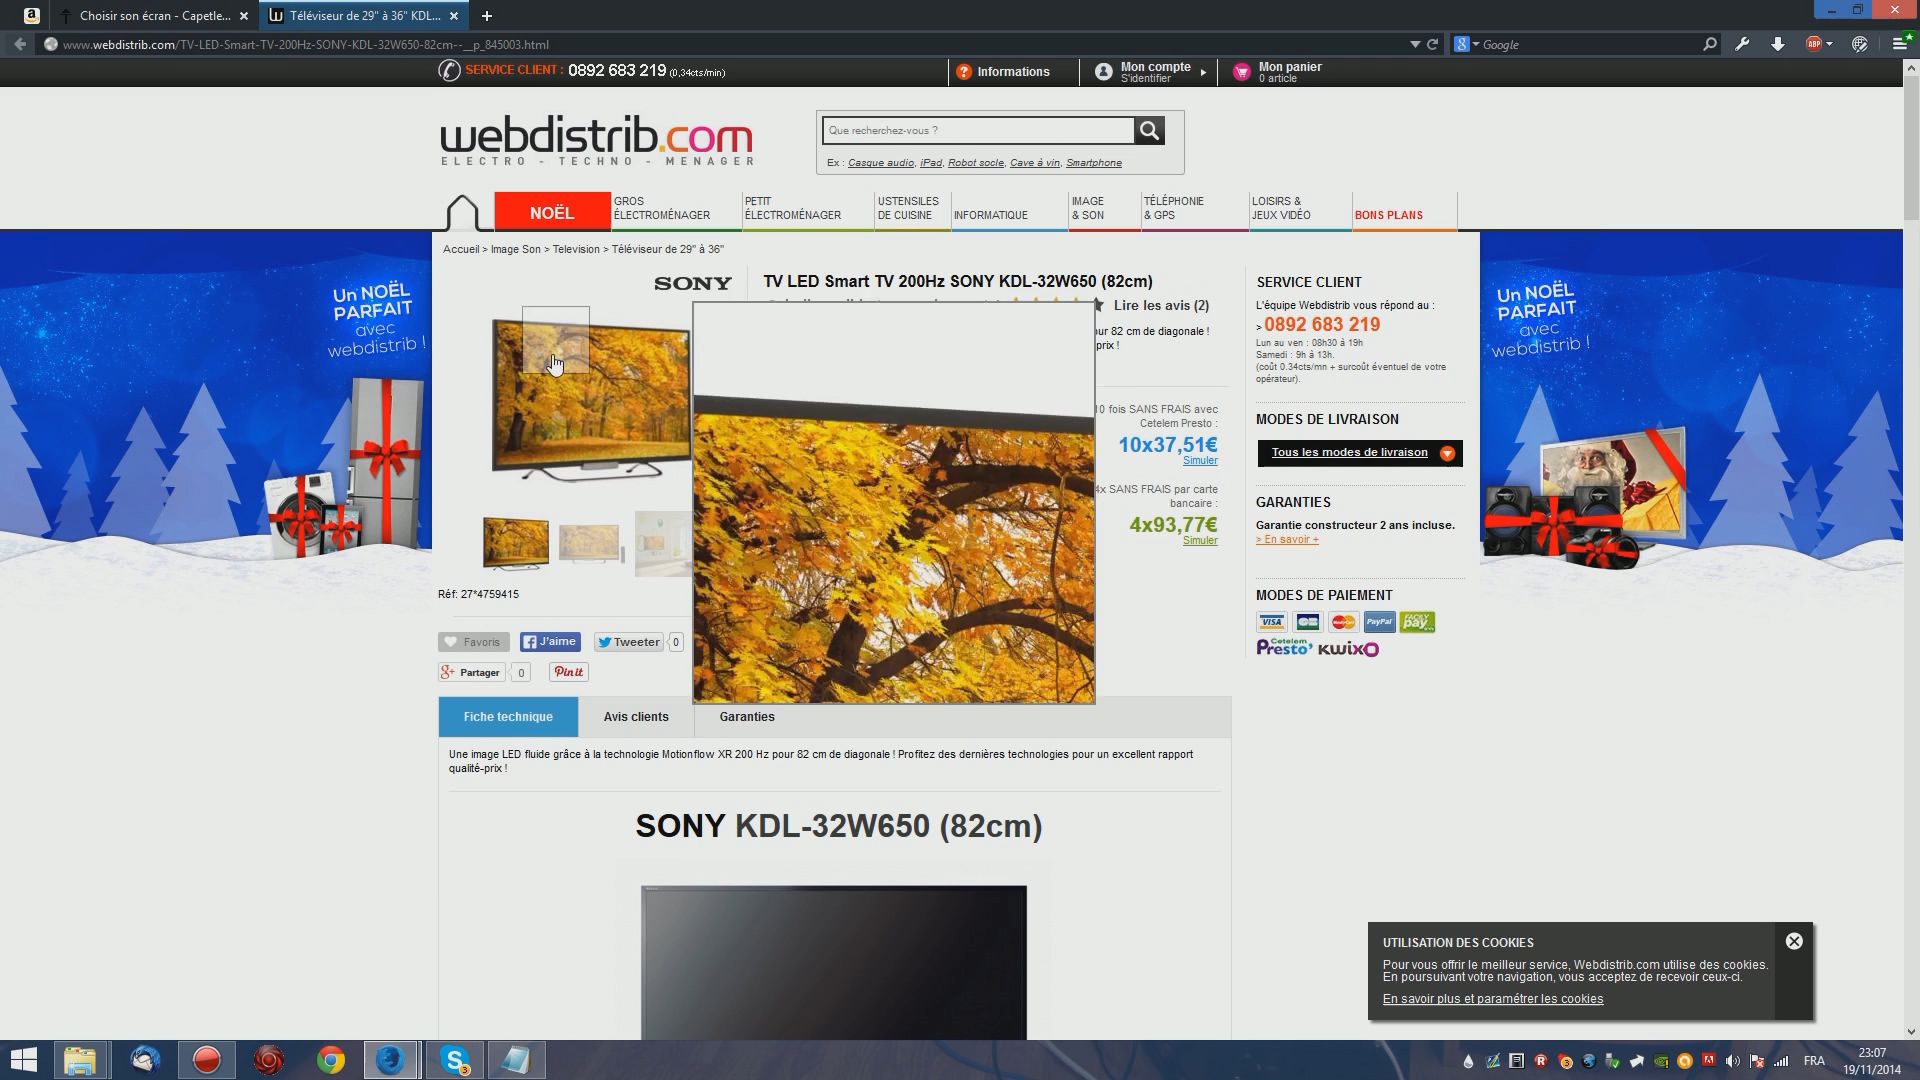 Choisir son écran - Capetle...
Téléviseur de 29" à 36" KDL...
www.webdistrib.com/TV-LED-Smart-TV-200Hz-SONY-KDL-32W650-82cm--__p_845003.html
Google
SERVICE CLIENT : 0892 683 219 (0,34cts/min)
Informations
Mon compte
S'identifier
Mon panier
0 article
webdistrib.com
ELECTRO - TECHNO - MENAGER
Que recherchez-vous ?
Ex : Casque audio, iPad, Robot socle, Cave à vin, Smartphone
NOËL
GROS
ÉLECTROMÉNAGER
PETIT
ÉLECTROMÉNAGER
USTENSILES
DE CUISINE
INFORMATIQUE
IMAGE
& SON
TÉLÉPHONIE
& GPS
LOISIRS &
JEUX VIDÉO
BONS PLANS
Accueil > Image Son > Television > Téléviseur de 29" à 36"
Un NOËL
PARFAIT
avec
webdistrib !
SONY
TV LED Smart TV 200Hz SONY KDL-32W650 (82cm)
Lire les avis (2)
ur 82 cm de diagonale !
prix !
10 fois SANS FRAIS avec
Cetelem Presto :
10x37,51€
Simuler
4x SANS FRAIS par carte
bancaire :
4x93,77€
Simuler
Réf: 27*4759415
Favoris
J'aime
Tweeter
0
Partager
0
Pin it
SERVICE CLIENT
L'équipe Webdistrib vous répond au :
> 0892 683 219
Lun au ven : 08h30 à 19h
Samedi : 9h à 13h.
(coût 0.34cts/mn + surcoût éventuel de votre
opérateur).
MODES DE LIVRAISON
Tous les modes de livraison
GARANTIES
Garantie constructeur 2 ans incluse.
> En savoir +
MODES DE PAIEMENT
VISA
CB
MasterCard
PayPal
FACILY pay
Cetelem
Presto'
KWIXO
Un NOËL
PARFAIT
avec
webdistrib !
Fiche technique
Avis clients
Garanties
Une image LED fluide grâce à la technologie Motionflow XR 200 Hz pour 82 cm de diagonale ! Profitez des dernières technologies pour un excellent rapport
qualité-prix !
SONY KDL-32W650 (82cm)
UTILISATION DES COOKIES
Pour vous offrir le meilleur service, Webdistrib.com utilise des cookies.
En poursuivant votre navigation, vous acceptez de recevoir ceux-ci.
En savoir plus et paramétrer les cookies
FRA
23:07
19/11/2014